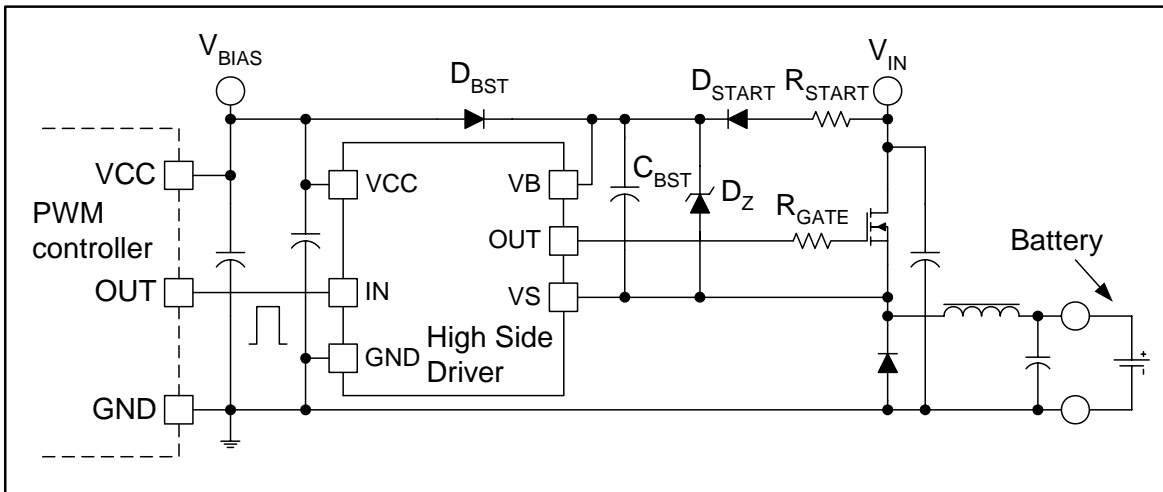 V_BIAS
D_BST
D_START
R_START
V_IN
VCC
PWM
controller
OUT
GND
VCC
IN
GND
VB
OUT
VS
High Side
Driver
C_BST
D_Z
R_GATE
Battery
+
-